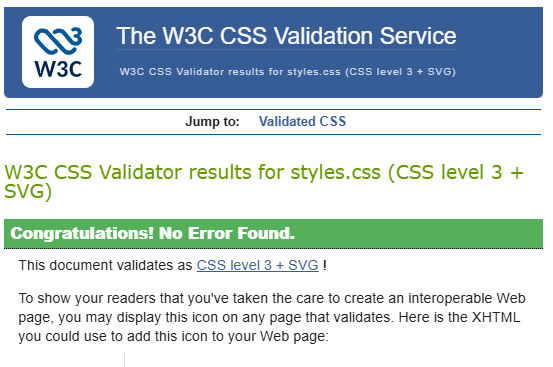 W3C
The W3C CSS Validation Service
W3C CSS Validator results for styles.css (CSS level 3 + SVG)
Jump to: Validated CSS
W3C CSS Validator results for styles.css (CSS level 3 +
SVG)
Congratulations! No Error Found.
This document validates as CSS level 3 + SVG !
To show your readers that you've taken the care to create an interoperable Web
page, you may display this icon on any page that validates. Here is the XHTML
you could use to add this icon to your Web page: